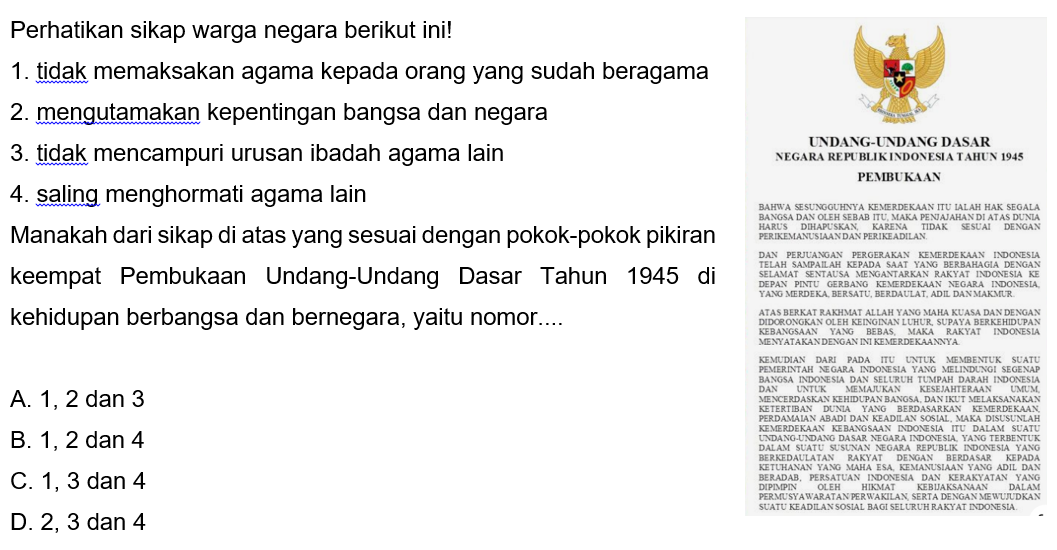 Perhatikan sikap warga negara berikut ini!
1. tidak memaksakan agama kepada orang yang sudah beragama
2. mengutamakan kepentingan bangsa dan negara
3. tidak mencampuri urusan ibadah agama lain
4. saling menghormati agama lain
Manakah dari sikap di atas yang sesuai dengan pokok-pokok pikiran
keempat Pembukaan Undang-Undang Dasar Tahun 1945 di
kehidupan berbangsa dan bernegara, yaitu nomor....
A. 1, 2 dan 3
B. 1, 2 dan 4
C. 1, 3 dan 4
D. 2, 3 dan 4
UNDANG-UNDANG DASAR
NEGARA REPUBLIK INDONESIA TAHUN 1945
PEMBUKAAN
BAHWA SESUNGGUHNYA KEMERDEKAAN ITU IALAH HAK SEGALA
BANGSA DAN OLEH SEBAB ITU, MAKA PENJAJAHAN DI ATAS DUNIA
HARUS DIHAPUSKAN, KARENA TIDAK SESUAI DENGAN
PERIKEMANUSIAAN DAN PERIKEADILAN.
DAN PERJUANGAN PERGERAKAN KEMERDEKAAN INDONESIA
TELAH SAMPAILAH KEPADA SAAT YANG BERBAHAGIA DENGAN
SELAMAT SENTAUSA MENGANTARKAN RAKYAT INDONESIA KE
DEPAN PINTU GERBANG KEMERDEKAAN NEGARA INDONESIA,
YANG MERDEKA, BERSATU, BERDAULAT, ADIL DAN MAKMUR.
ATAS BERKAT RAKHMAT ALLAH YANG MAHA KUASA DAN DENGAN
DIDORONGKAN OLEH KEINGINAN LUHUR, SUPAYA BERKEHIDUPAN
KEBANGSAAN YANG BEBAS, MAKA RAKYAT INDONESIA
MENYATAKAN DENGAN INI KEMERDEKAANNYA.
KEMUDIAN DARI PADA ITU UNTUK MEMBENTUK SUATU
PEMERINTAH NEGARA INDONESIA YANG MELINDUNGI SEGENAP
BANGSA INDONESIA DAN SELURUH TUMPAH DARAH INDONESIA
DAN UNTUK MEMAJUKAN KESEJAHTERAAN UMUM,
MENCERDASKAN KEHIDUPAN BANGSA, DAN IKUT MELAKSANAKAN
KETERTIBAN DUNIA YANG BERDASARKAN KEMERDEKAAN,
PERDAMAIAN ABADI DAN KEADILAN SOSIAL, MAKA DISUSUNLAH
KEMERDEKAAN KEBANGSAAN INDONESIA ITU DALAM SUATU
UNDANG-UNDANG DASAR NEGARA INDONESIA, YANG TERBENTUK
DALAM SUATU SUSUNAN NEGARA REPUBLIK INDONESIA YANG
BERKEDAULATAN RAKYAT DENGAN BERDASAR KEPADA
KETUHANAN YANG MAHA ESA, KEMANUSIAAN YANG ADIL DAN
BERADAB, PERSATUAN INDONESIA DAN KERAKYATAN YANG
DIPIMPIN OLEH HIKMAT KEBIJAKSANAAN DALAM
PERMUSYAWARATAN/PERWAKILAN, SERTA DENGAN MEWUJUDKAN
SUATU KEADILAN SOSIAL BAGI SELURUH RAKYAT INDONESIA.